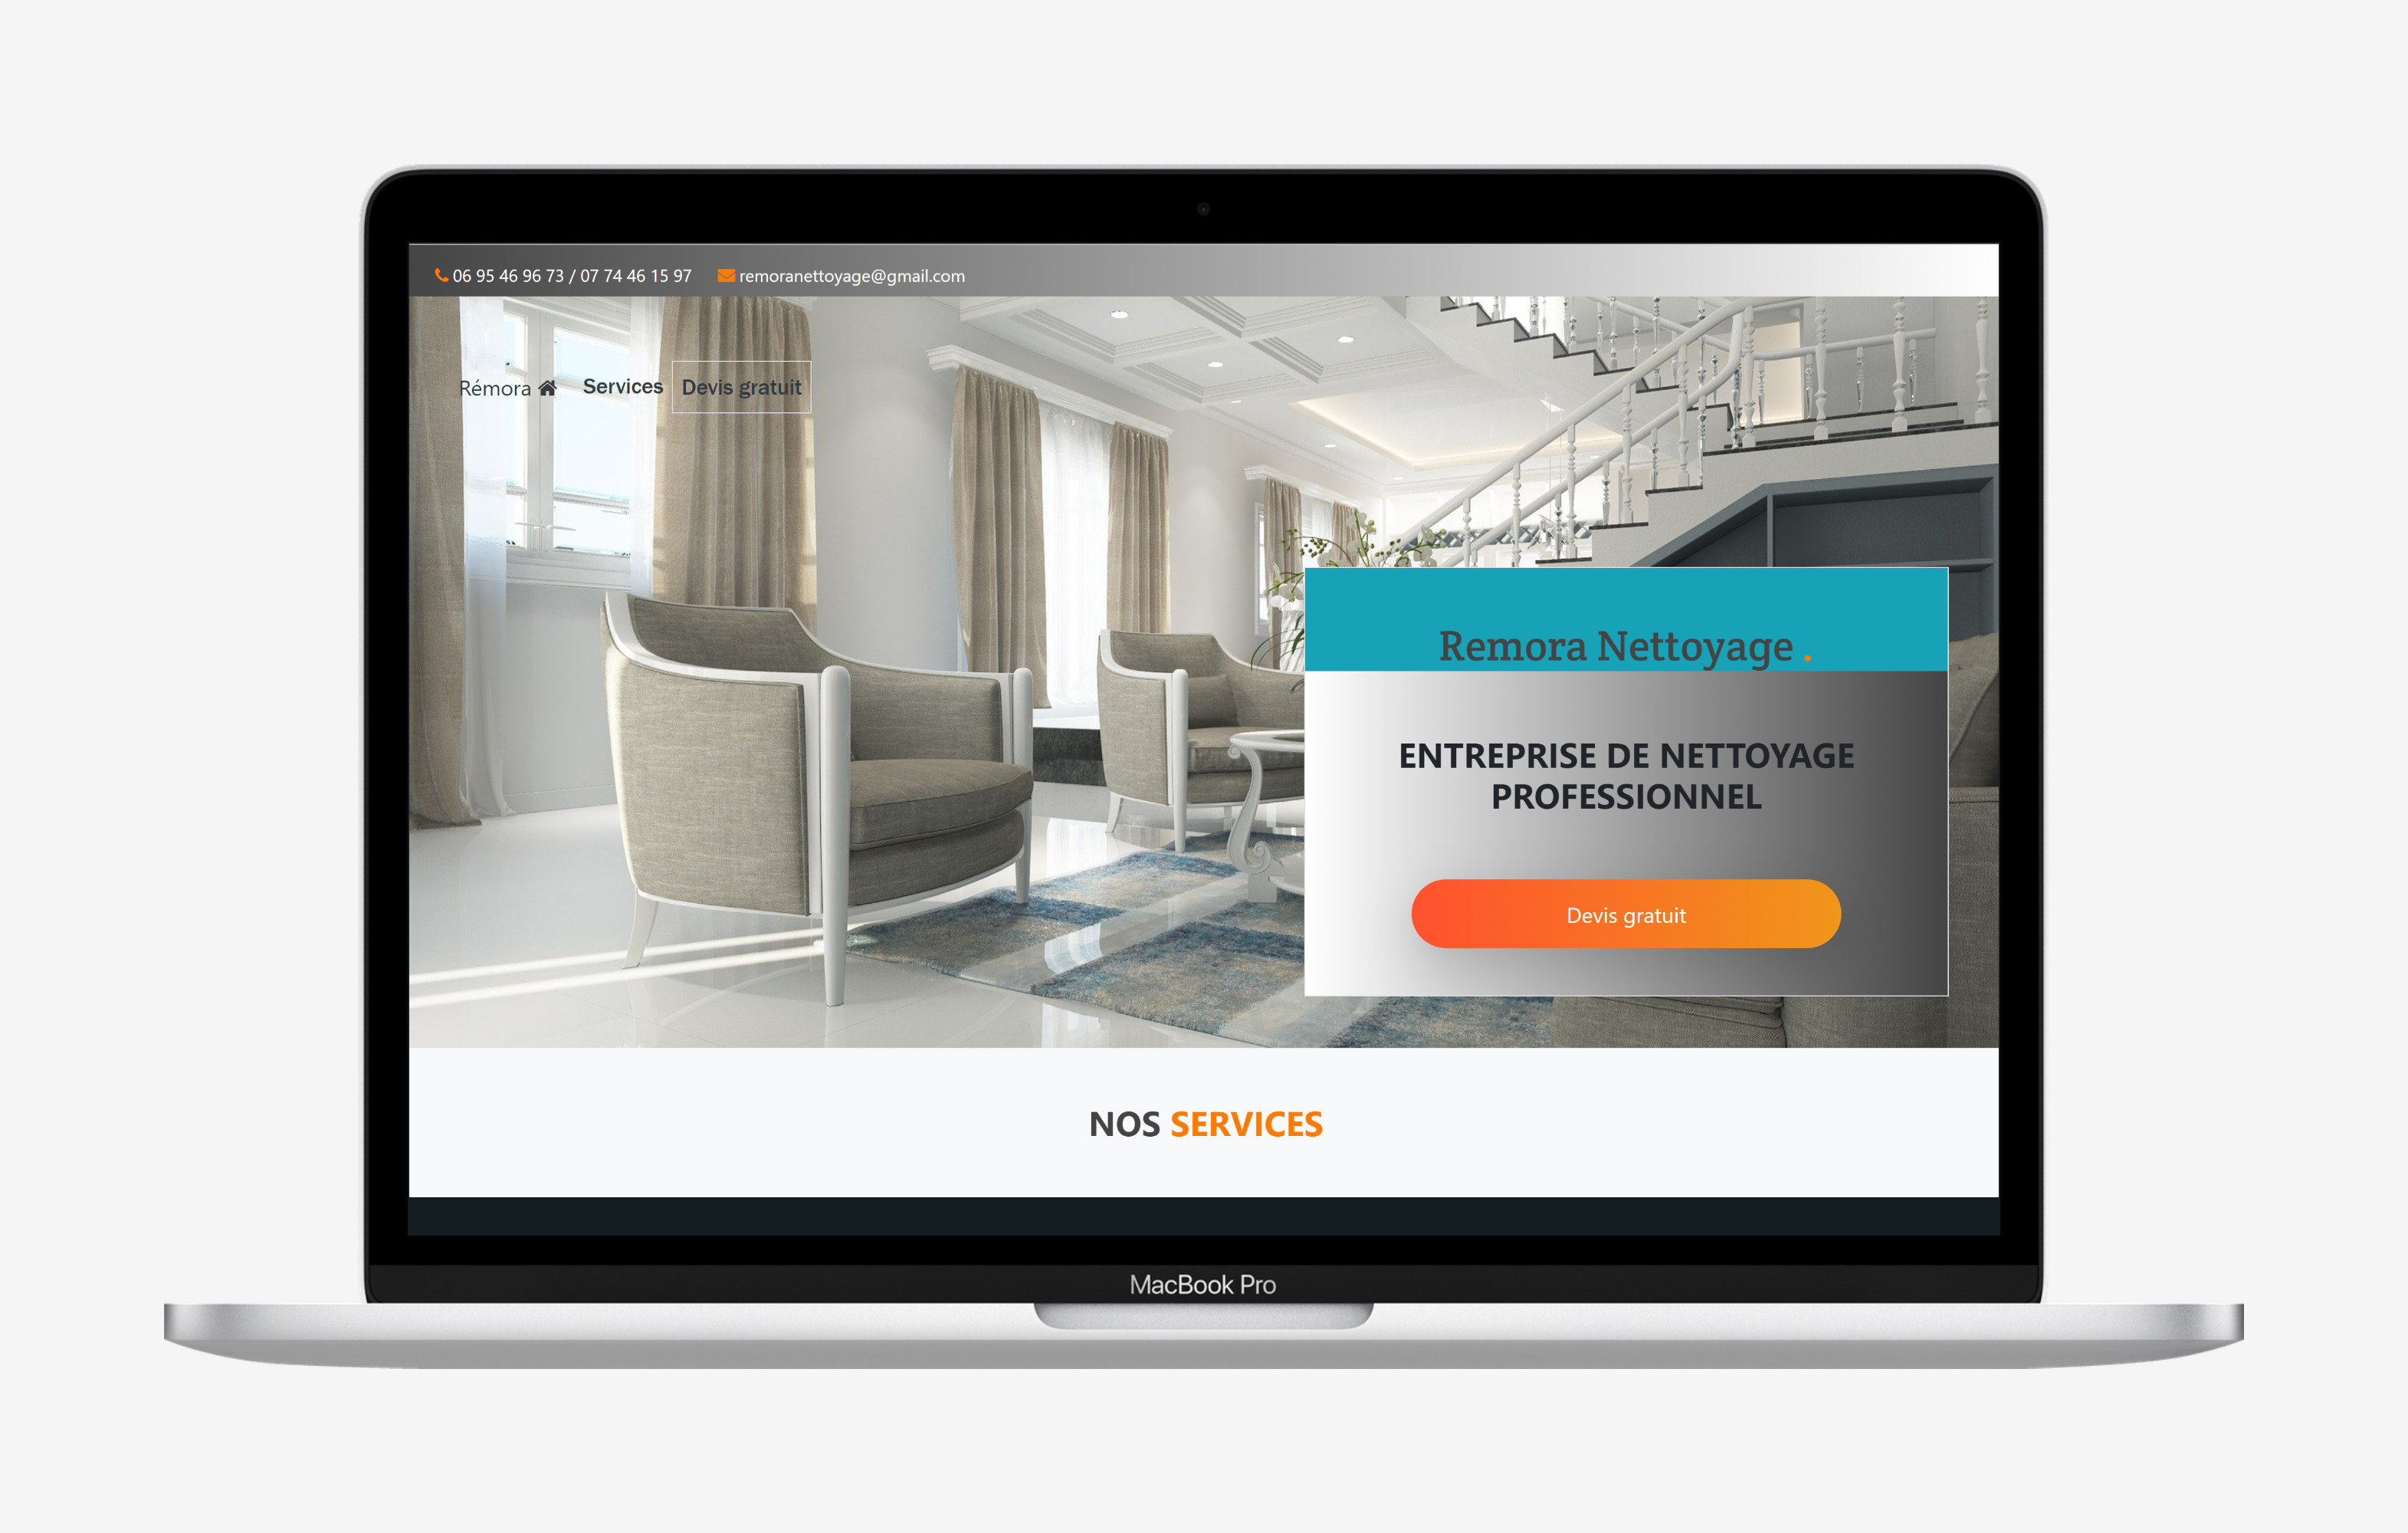 06 95 46 96 73 / 07 74 46 15 97 remoranettoyage@gmail.com
Rémora Services Devis gratuit
Remora Nettoyage .
ENTREPRISE DE NETTOYAGE
PROFESSIONNEL
Devis gratuit
NOS SERVICES
MacBook Pro